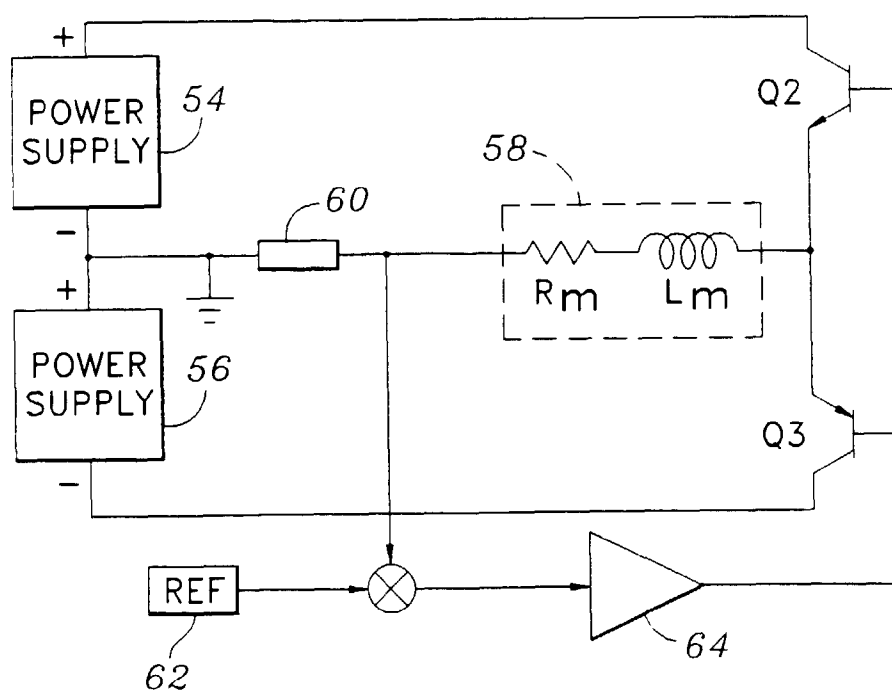 +
POWER
SUPPLY
54
-
Q2
58
60
Rm
Lm
+
POWER
SUPPLY
56
-
Q3
REF
62
64